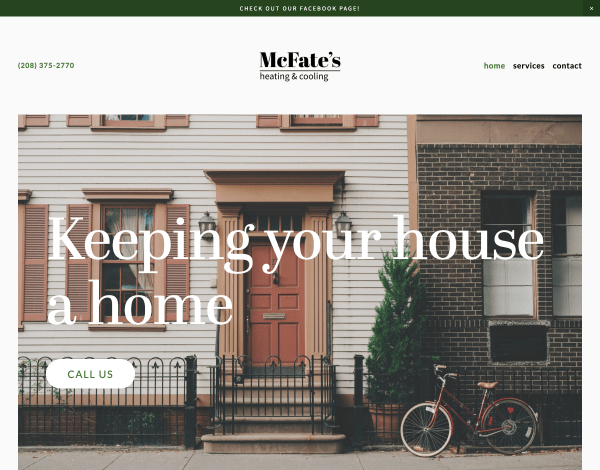 CHECK OUT OUR FACEBOOK PAGE!
×
(208) 375-2770
McFate's
heating & cooling
home services contact
Keeping your house
a home
CALL US